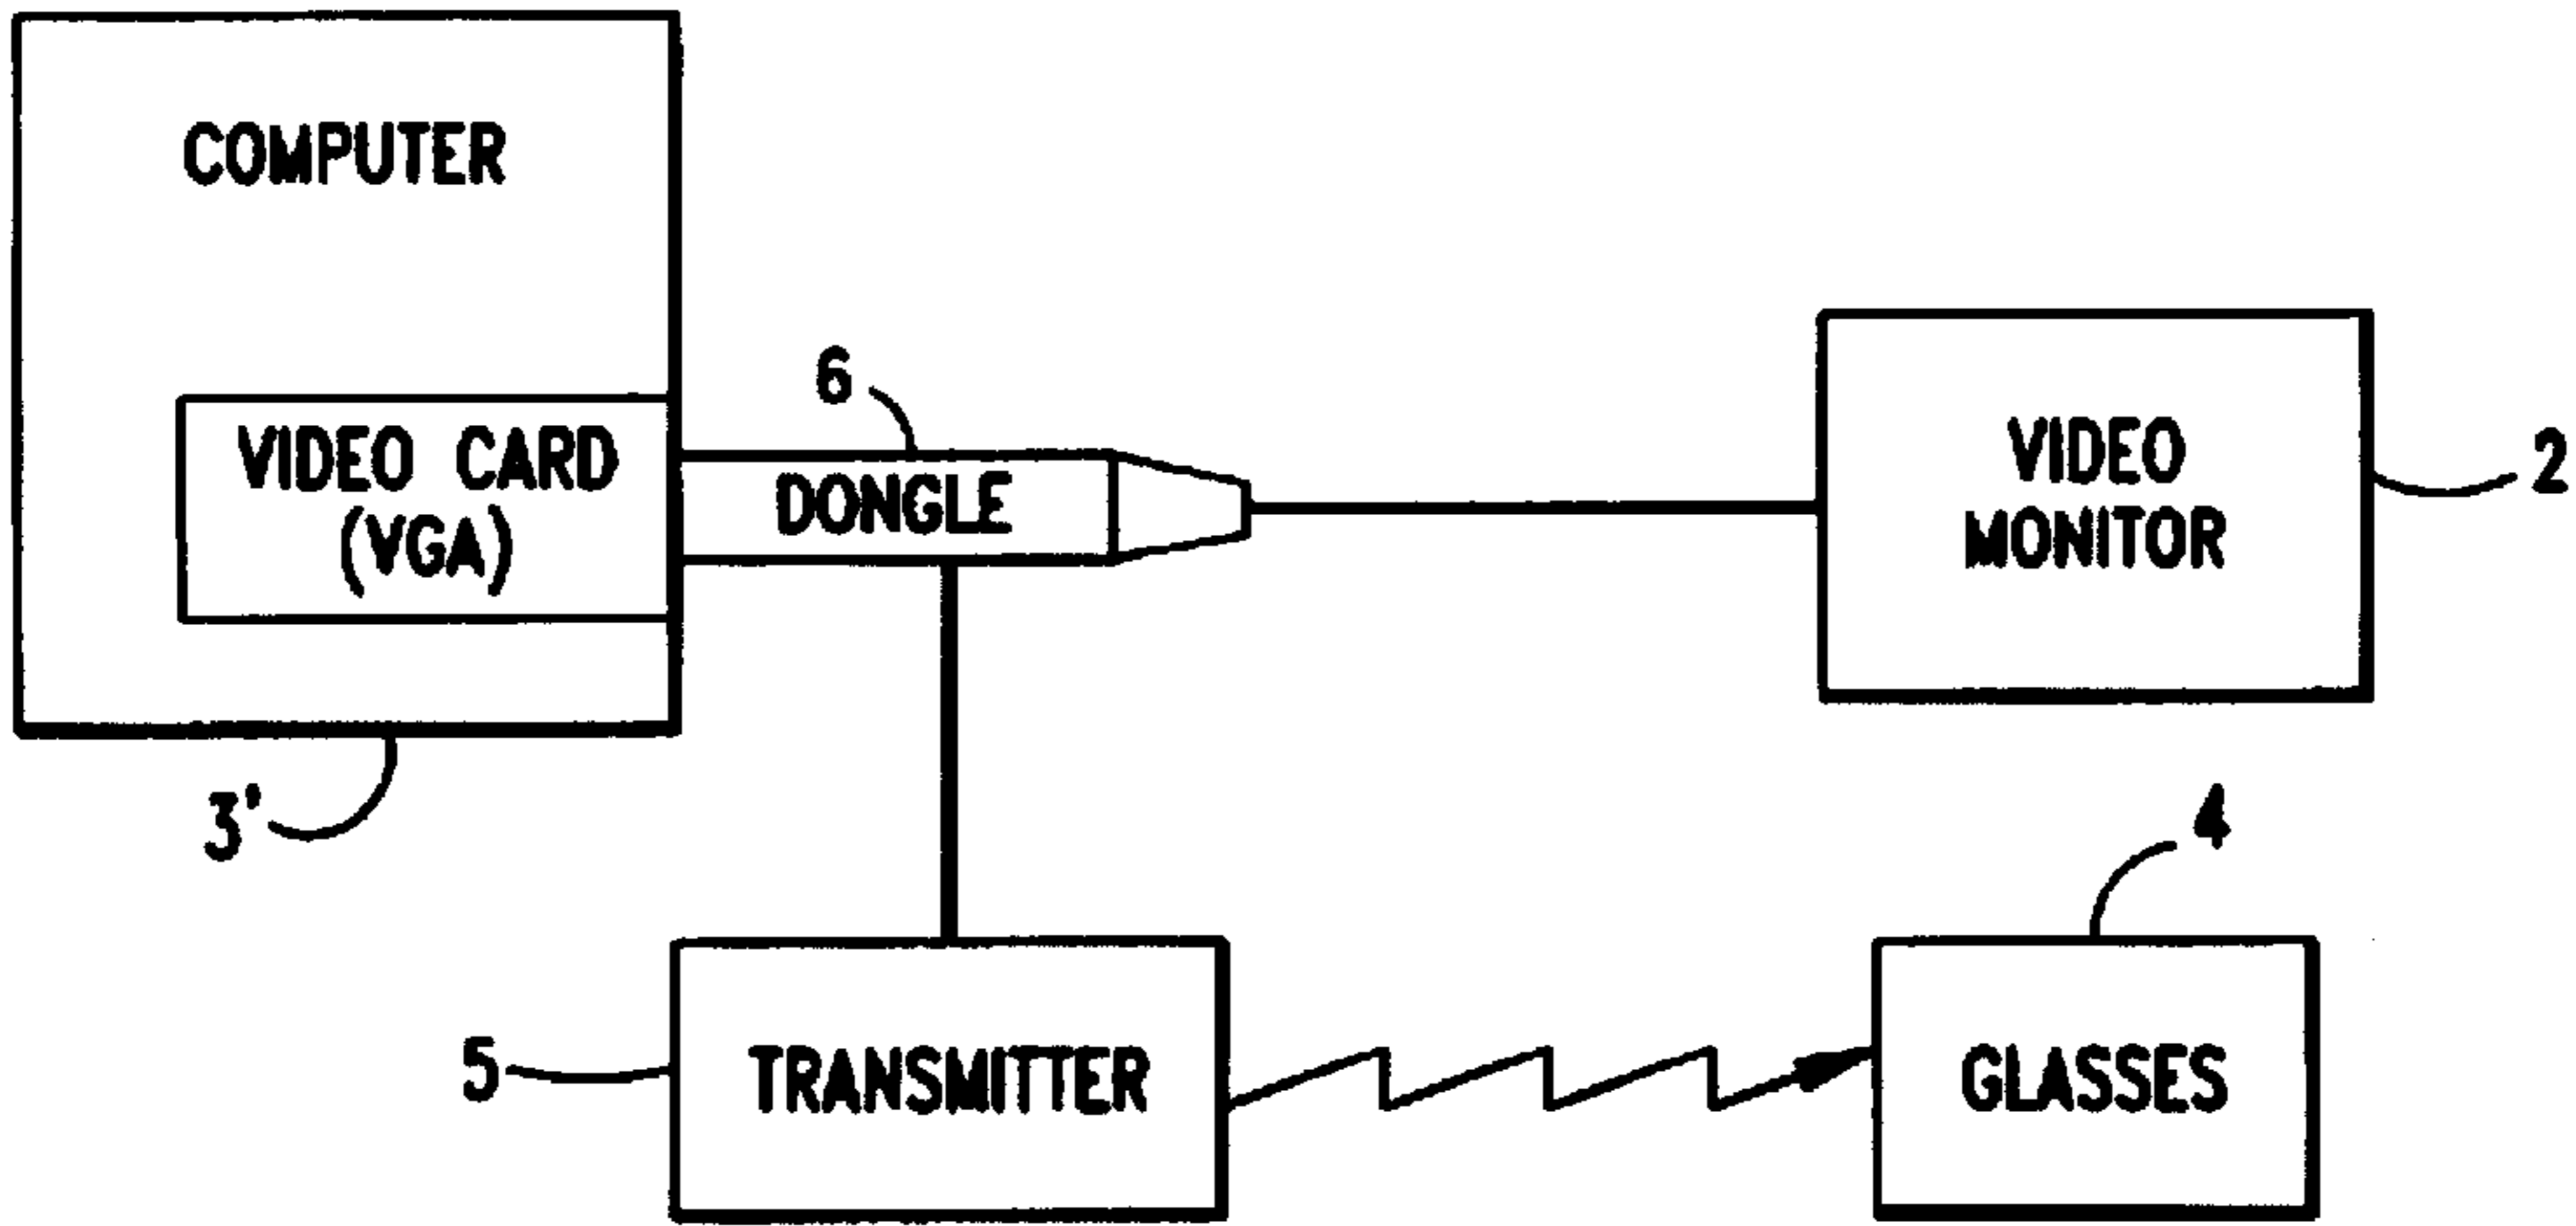 COMPUTER
VIDEO CARD
(VGA)
6
DONGLE
VIDEO
MONITOR
2
3'
4
5
TRANSMITTER
GLASSES